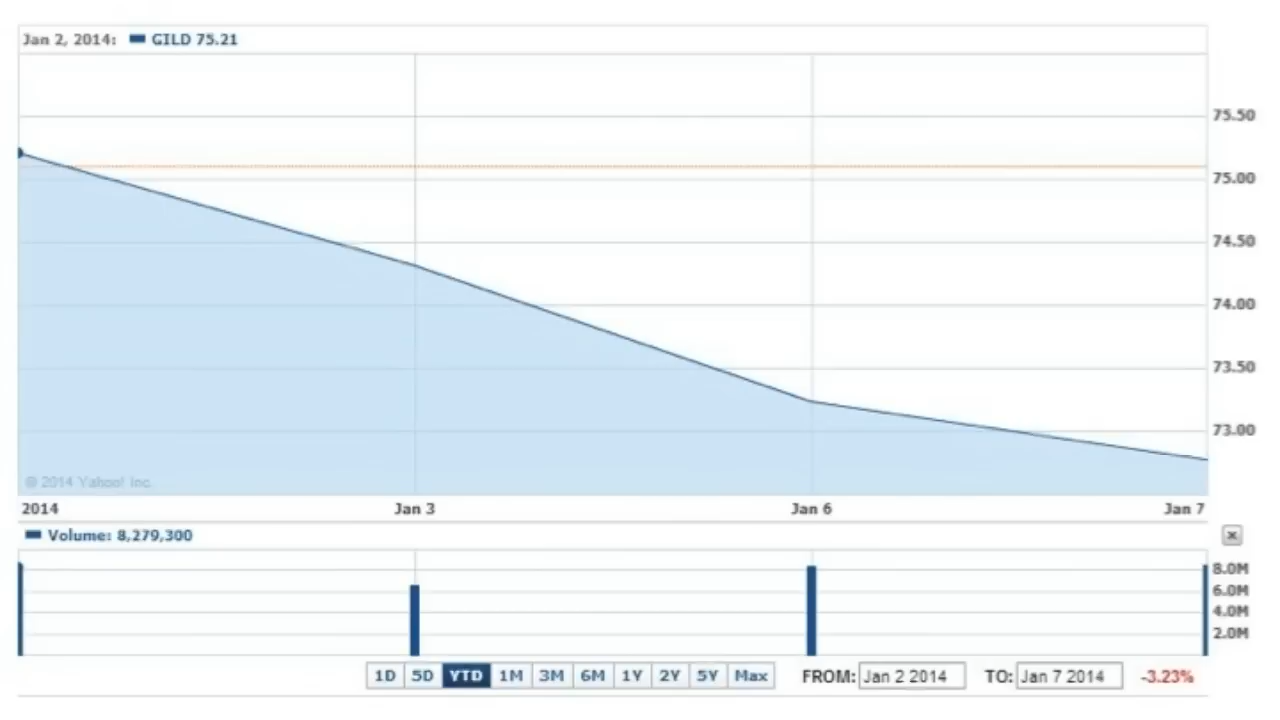 Jan 2, 2014: GILD 75.21
75.50
75.00
74.50
74.00
73.50
73.00
© 2014 Yahoo! Inc.
2014 Jan 3 Jan 6 Jan 7
Volume: 8,279,300
8.0M
6.0M
4.0M
2.0M
1D 5D YTD 1M 3M 6M 1Y 2Y 5Y Max FROM: Jan 2 2014 TO: Jan 7 2014 -3.23%